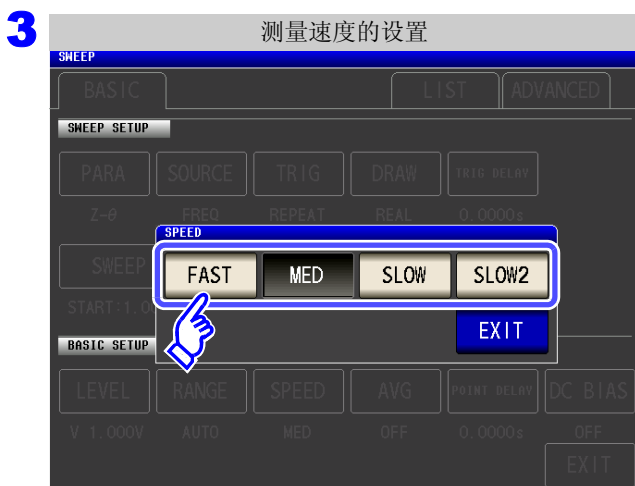 3
测量速度的设置
SWEEP
BASIC LIST ADVANCED
SWEEP SETUP
PARA SOURCE TRIG DRAW TRIG DELAY
Z-θ FREQ REPEAT REAL 0.0000s
SPEED
SWEEP
FAST MED SLOW SLOW2
START:1.00
EXIT
BASIC SETUP
LEVEL RANGE SPEED AVG POINT DELAY DC BIAS
V 1.000V AUTO MED OFF 0.0000s OFF
EXIT